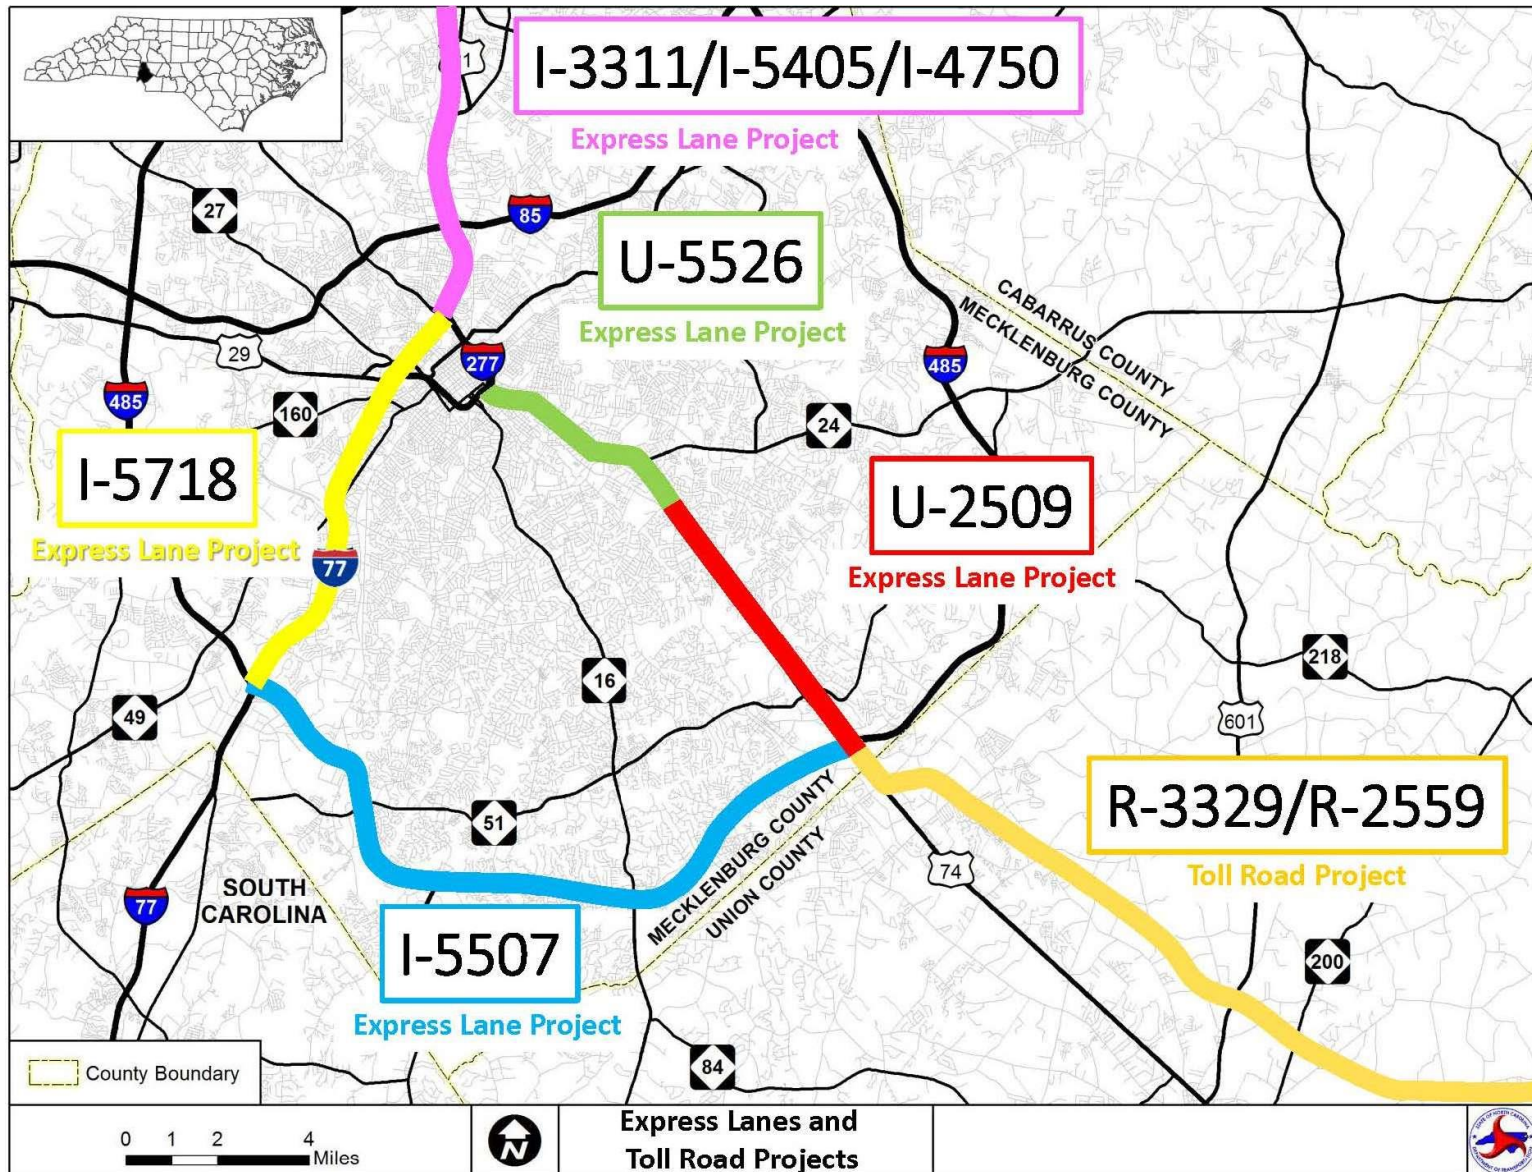 1
I-3311/I-5405/I-4750
Express Lane Project
27
85
U-5526
Express Lane Project
CABARRUS COUNTY
MECKLENBURG COUNTY
29
277
485
485
160
24
I-5718
Express Lane Project
U-2509
Express Lane Project
77
16
218
49
601
51
R-3329/R-2559
Toll Road Project
MECKLENBURG COUNTY
UNION COUNTY
74
SOUTH
CAROLINA
77
I-5507
Express Lane Project
200
84
County Boundary
0 1 2 4
Miles
N
Express Lanes and
Toll Road Projects